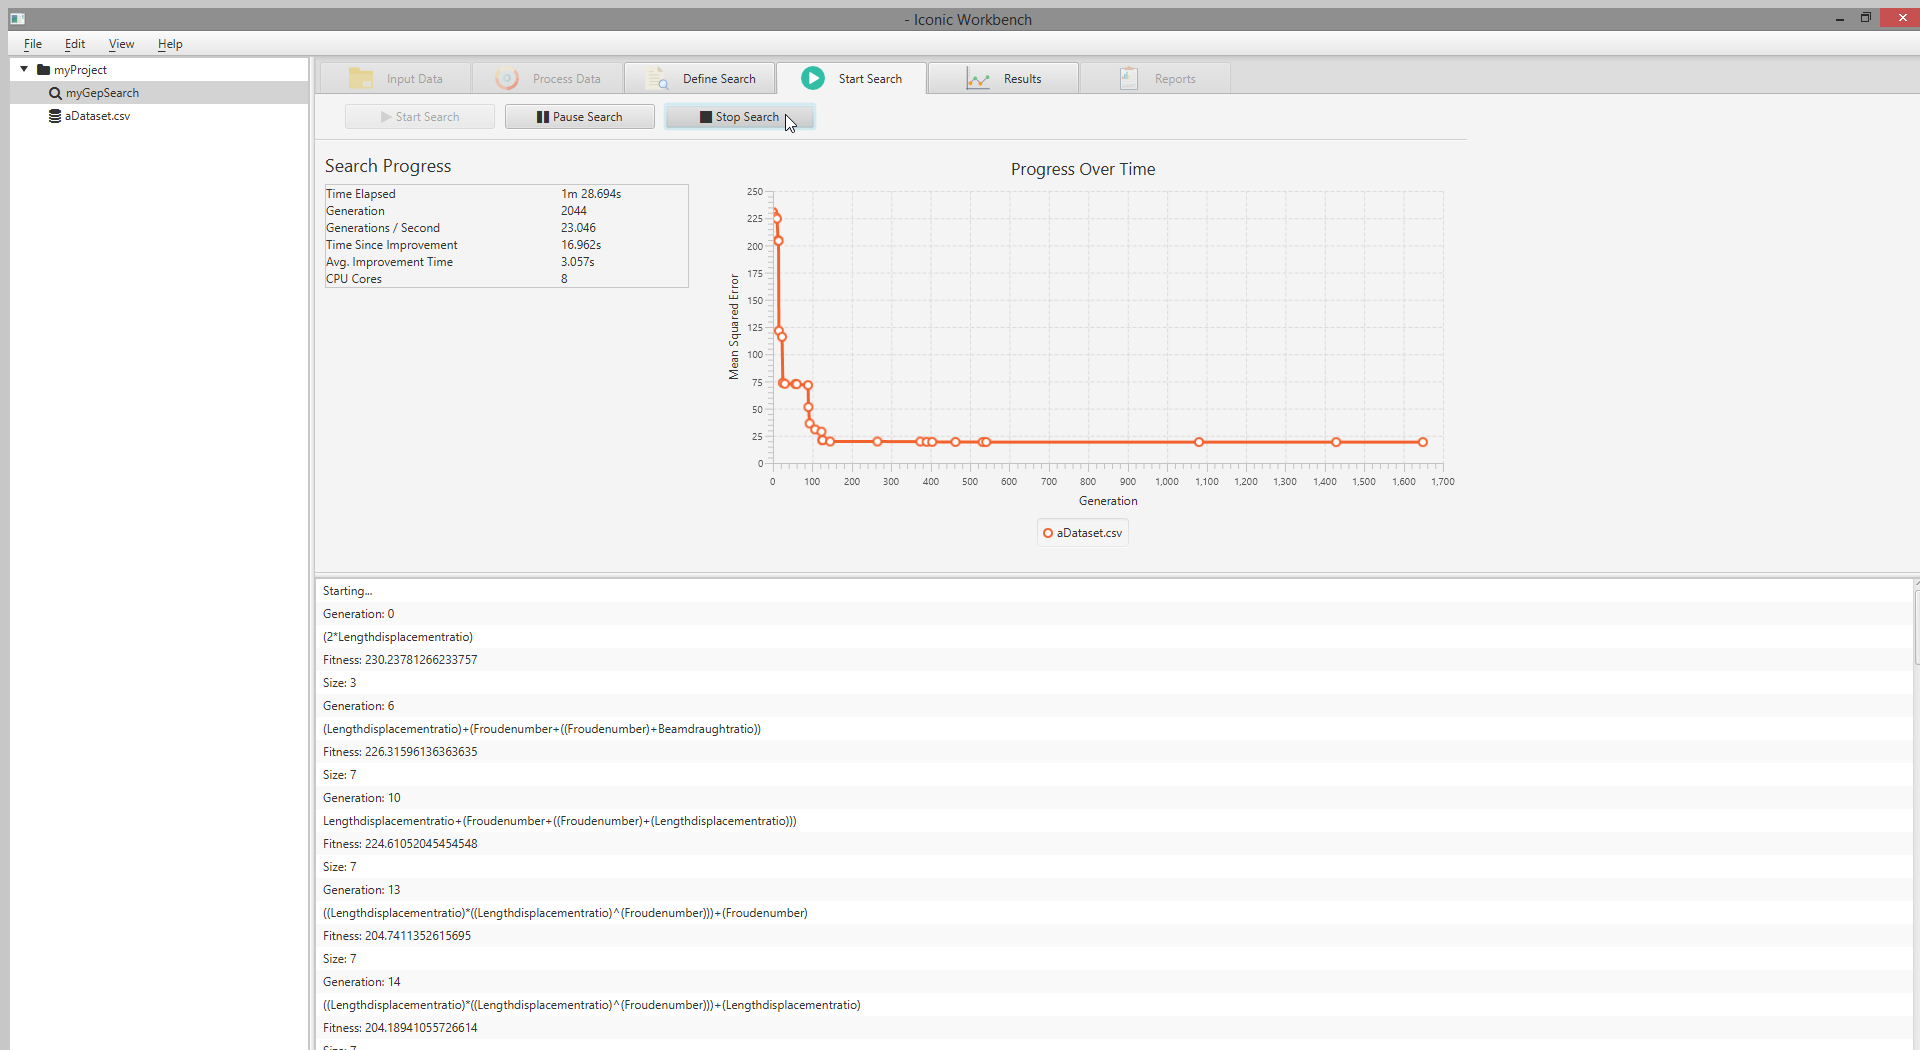 - Iconic Workbench
File Edit View Help
myProject
myGepSearch
aDataset.csv
Input Data Process Data Define Search Start Search Results Reports
Start Search Pause Search Stop Search
Search Progress
Time Elapsed 1m 28.694s
Generation 2044
Generations / Second 23.046
Time Since Improvement 16.962s
Avg. Improvement Time 3.057s
CPU Cores 8
Progress Over Time
Mean Squared Error
250
225
200
175
150
125
100
75
50
25
0
0 100 200 300 400 500 600 700 800 900 1,000 1,100 1,200 1,300 1,400 1,500 1,600 1,700
Generation
aDataset.csv
Starting...
Generation: 0
(2*Lengthdisplacementratio)
Fitness: 230.23781266233757
Size: 3
Generation: 6
(Lengthdisplacementratio)+(Froudenumber+((Froudenumber)+Beamdraughtratio))
Fitness: 226.31596136363635
Size: 7
Generation: 10
Lengthdisplacementratio+(Froudenumber+((Froudenumber)+(Lengthdisplacementratio)))
Fitness: 224.61052045454548
Size: 7
Generation: 13
((Lengthdisplacementratio)*((Lengthdisplacementratio)^(Froudenumber)))+(Froudenumber)
Fitness: 204.7411352615695
Size: 7
Generation: 14
((Lengthdisplacementratio)*((Lengthdisplacementratio)^(Froudenumber)))+(Lengthdisplacementratio)
Fitness: 204.18941055726614
Size: 7